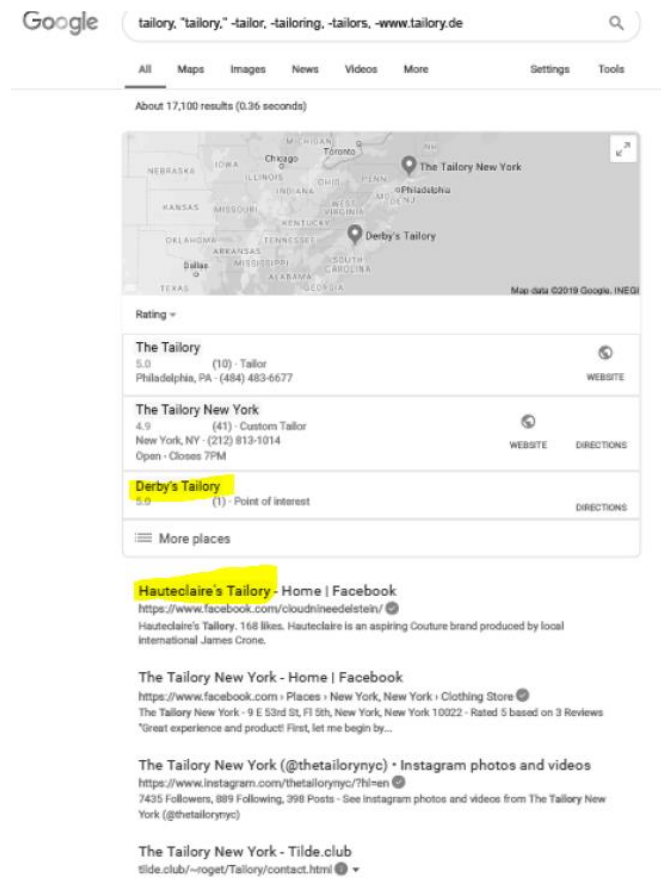 Google
tailory, "tailory," -tailor, -tailoring, -tailors, -www.tailory.de
All Maps Images News Videos More Settings Tools
About 17,100 results (0.36 seconds)
MICHIGAN
Toronto
NH
IOWA
Chicago
The Tailory New York
NEBRASKA
ILLINOIS
OHIO
PENN
INDIANA
Philadelphia
MD
DE NJ
WEST
VIRGINIA
KANSAS
MISSOURI
KENTUCKY
Derby's Tailory
OKLAHOMA
TENNESSEE
ARKANSAS
SOUTH
CAROLINA
Dallas
MISSISSIPPI
ALABAMA
TEXAS
GEORGIA
Map data ©2019 Google, INEGI
Rating
The Tailory
5.0 (10) · Tailor
Philadelphia, PA · (484) 483-6677
WEBSITE
The Tailory New York
4.9 (41) · Custom Tailor
New York, NY · (212) 813-1014
Open · Closes 7PM
WEBSITE DIRECTIONS
Derby's Tailory
5.0 (1) · Point of interest
DIRECTIONS
More places
Hauteclaire's Tailory - Home | Facebook
https://www.facebook.com/cloudnineedelstein/
Hauteclaire's Tailory. 168 likes. Hauteclaire is an aspiring Couture brand produced by local
international James Crone.
The Tailory New York - Home | Facebook
https://www.facebook.com › Places › New York, New York › Clothing Store
The Tailory New York - 9 E 53rd St, Fl 5th, New York, New York 10022 - Rated 5 based on 3 Reviews
"Great experience and product! First, let me begin by...
The Tailory New York (@thetailorynyc) • Instagram photos and videos
https://www.instagram.com/thetailorynyc/?hl=en
7435 Followers, 889 Following, 398 Posts - See Instagram photos and videos from The Tailory New
York (@thetailorynyc)
The Tailory New York - Tilde.club
tilde.club/~roget/Tailory/contact.html